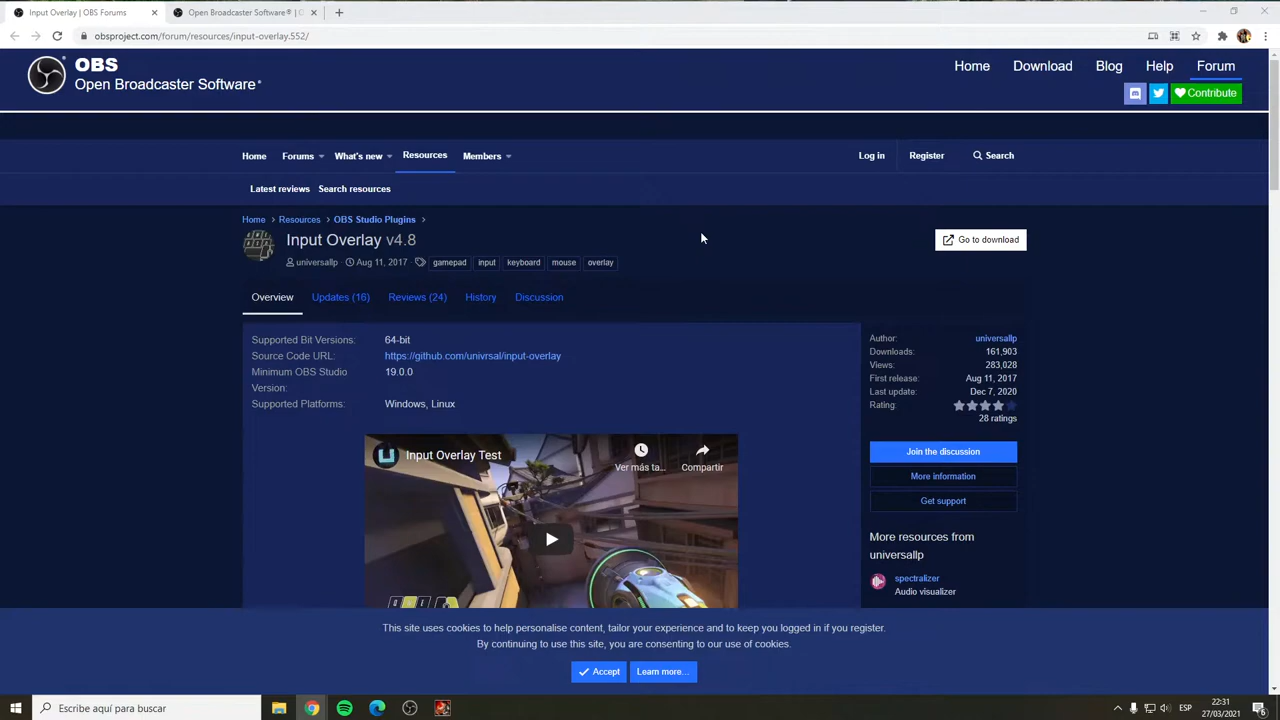 Input Overlay | OBS Forums
Open Broadcaster Software® | O
obsproject.com/forum/resources/input-overlay.552/
OBS
Open Broadcaster Software®
Home
Download
Blog
Help
Forum
Contribute
Home
Forums
What's new
Resources
Members
Log in
Register
Search
Latest reviews
Search resources
Home
Resources
OBS Studio Plugins
Input Overlay v4.8
Go to download
universallp
Aug 11, 2017
gamepad
input
keyboard
mouse
overlay
Overview
Updates (16)
Reviews (24)
History
Discussion
Supported Bit Versions: 64-bit
Source Code URL: https://github.com/univrsal/input-overlay
Minimum OBS Studio 19.0.0
Version:
Supported Platforms: Windows, Linux
Input Overlay Test
Ver más ta...
Compartir
Author: universallp
Downloads: 161,903
Views: 283,028
First release: Aug 11, 2017
Last update: Dec 7, 2020
Rating:
28 ratings
Join the discussion
More information
Get support
More resources from
universallp
spectralizer
Audio visualizer
This site uses cookies to help personalise content, tailor your experience and to keep you logged in if you register.
By continuing to use this site, you are consenting to our use of cookies.
Accept
Learn more...
Escribe aquí para buscar
ESP
22:31
27/03/2021
6